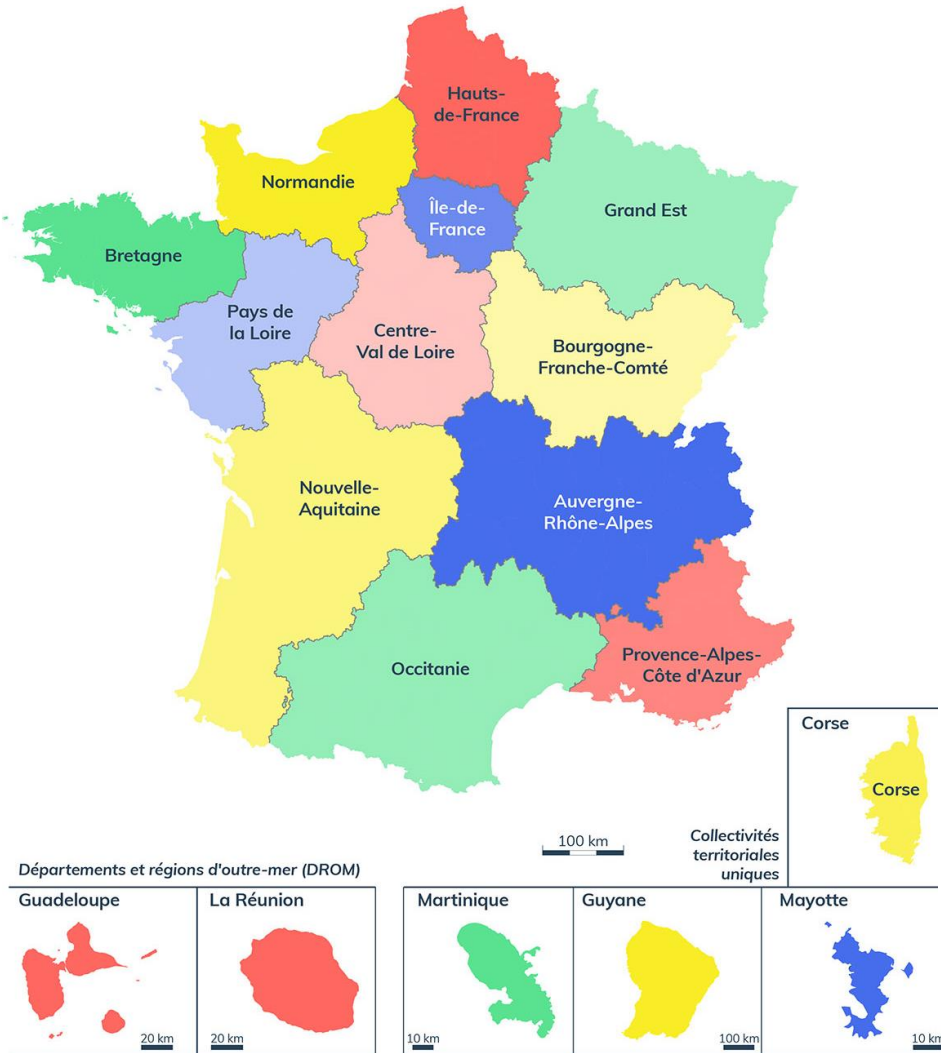 Hauts-
de-France
Normandie
Île-de-
France
Grand Est
Bretagne
Pays de
la Loire
Centre-
Val de Loire
Bourgogne-
Franche-Comté
Nouvelle-
Aquitaine
Auvergne-
Rhône-Alpes
Occitanie
Provence-Alpes-
Côte d'Azur
Corse
Corse
100 km
Collectivités
territoriales
uniques
Départements et régions d'outre-mer (DROM)
Guadeloupe
La Réunion
Martinique
Guyane
Mayotte
20 km
20 km
10 km
100 km
10 km